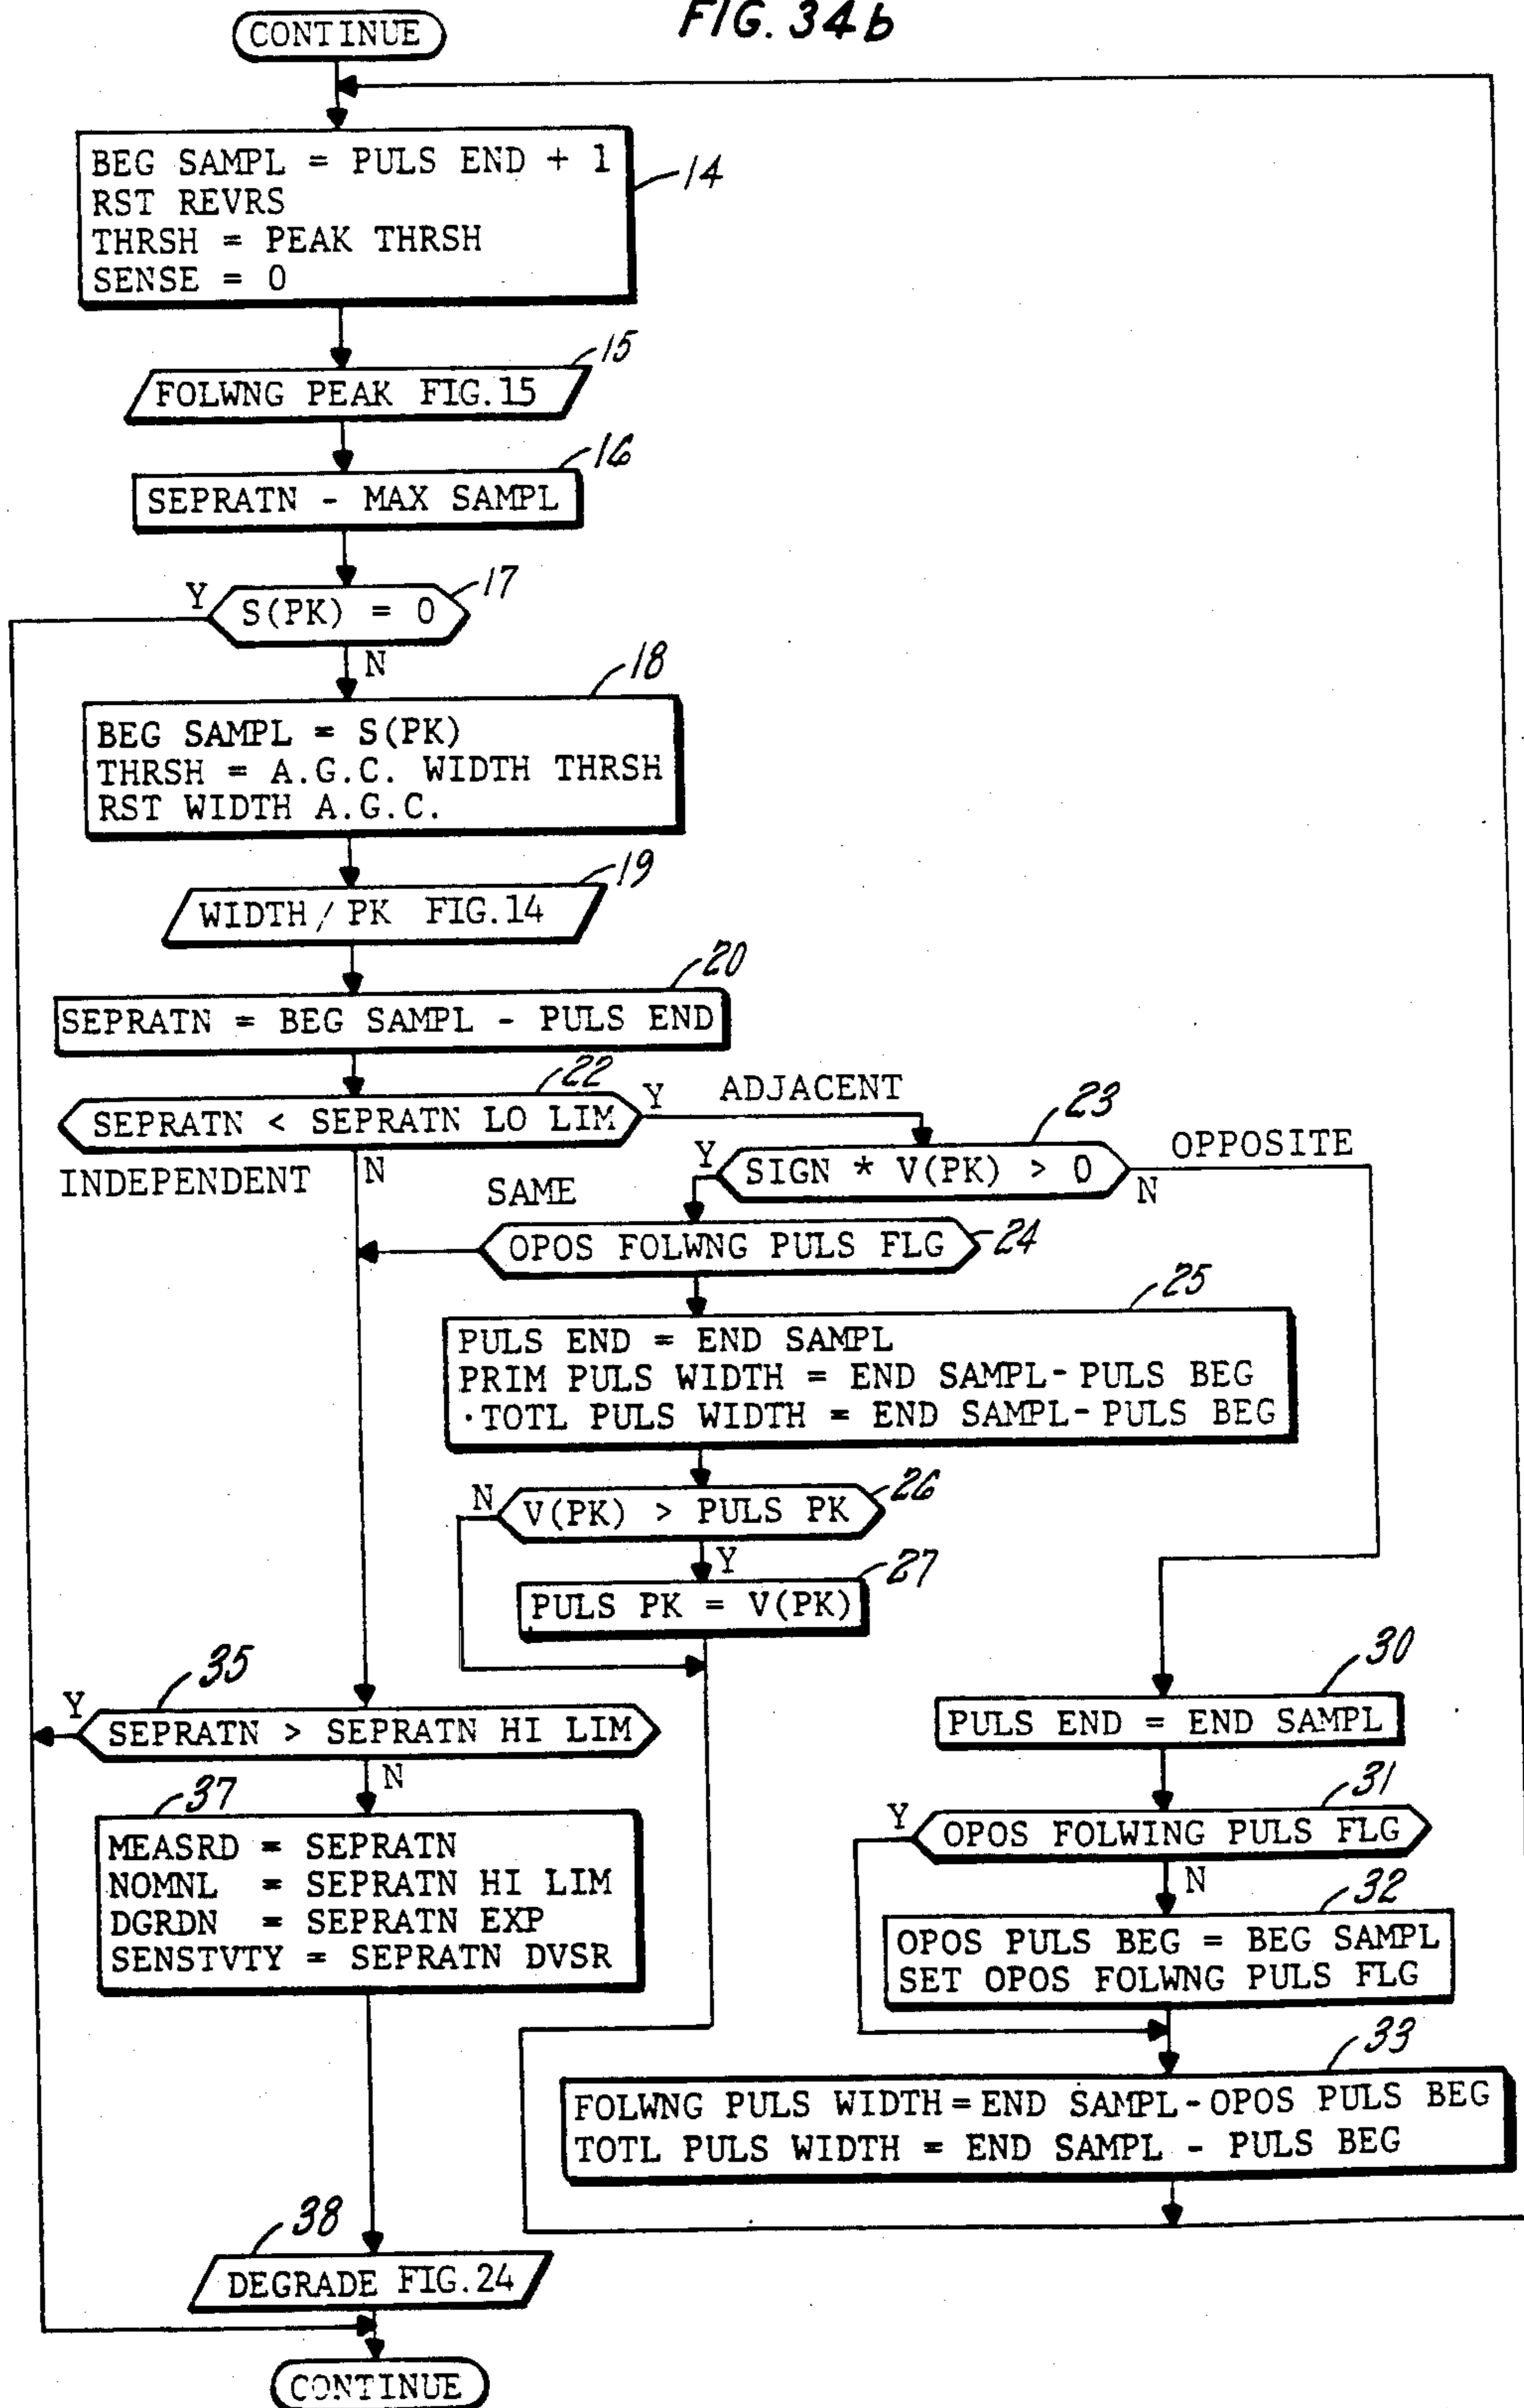 FIG. 34b
CONTINUE
BEG SAMPL = PULS END + 1
RST REVRS
THRSH = PEAK THRSH
SENSE = 0
14
15
FOLWNG PEAK FIG.15
16
SEPRATN - MAX SAMPL
17
Y
S(PK) = 0
N
18
BEG SAMPL = S(PK)
THRSH = A.G.C. WIDTH THRSH
RST WIDTH A.G.C.
19
WIDTH/PK FIG.14
20
SEPRATN = BEG SAMPL - PULS END
22
SEPRATN < SEPRATN LO LIM
Y
ADJACENT
INDEPENDENT
N
23
Y
SIGN * V(PK) > 0
N
OPPOSITE
SAME
OPOS FOLWNG PULS FLG
24
25
PULS END = END SAMPL
PRIM PULS WIDTH = END SAMPL-PULS BEG
TOTL PULS WIDTH = END SAMPL-PULS BEG
26
N
V(PK) > PULS PK
Y
27
PULS PK = V(PK)
30
PULS END = END SAMPL
35
Y
SEPRATN > SEPRATN HI LIM
N
31
Y
OPOS FOLWING PULS FLG
N
37
MEASRD = SEPRATN
NOMNL = SEPRATN HI LIM
DGRDN = SEPRATN EXP
SENSTVTY = SEPRATN DVSR
32
OPOS PULS BEG = BEG SAMPL
SET OPOS FOLWNG PULS FLG
33
FOLWNG PULS WIDTH=END SAMPL-OPOS PULS BEG
TOTL PULS WIDTH = END SAMPL - PULS BEG
38
DEGRADE FIG.24
CONTINUE